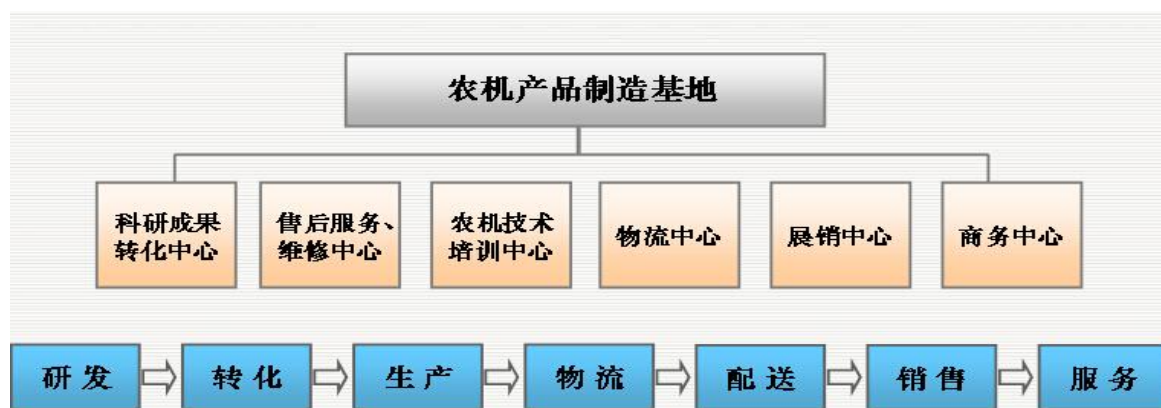 农机产品制造基地
科研成果
转化中心
售后服务、
维修中心
农机技术
培训中心
物流中心
展销中心
商务中心
研发
转化
生产
物流
配送
销售
服务